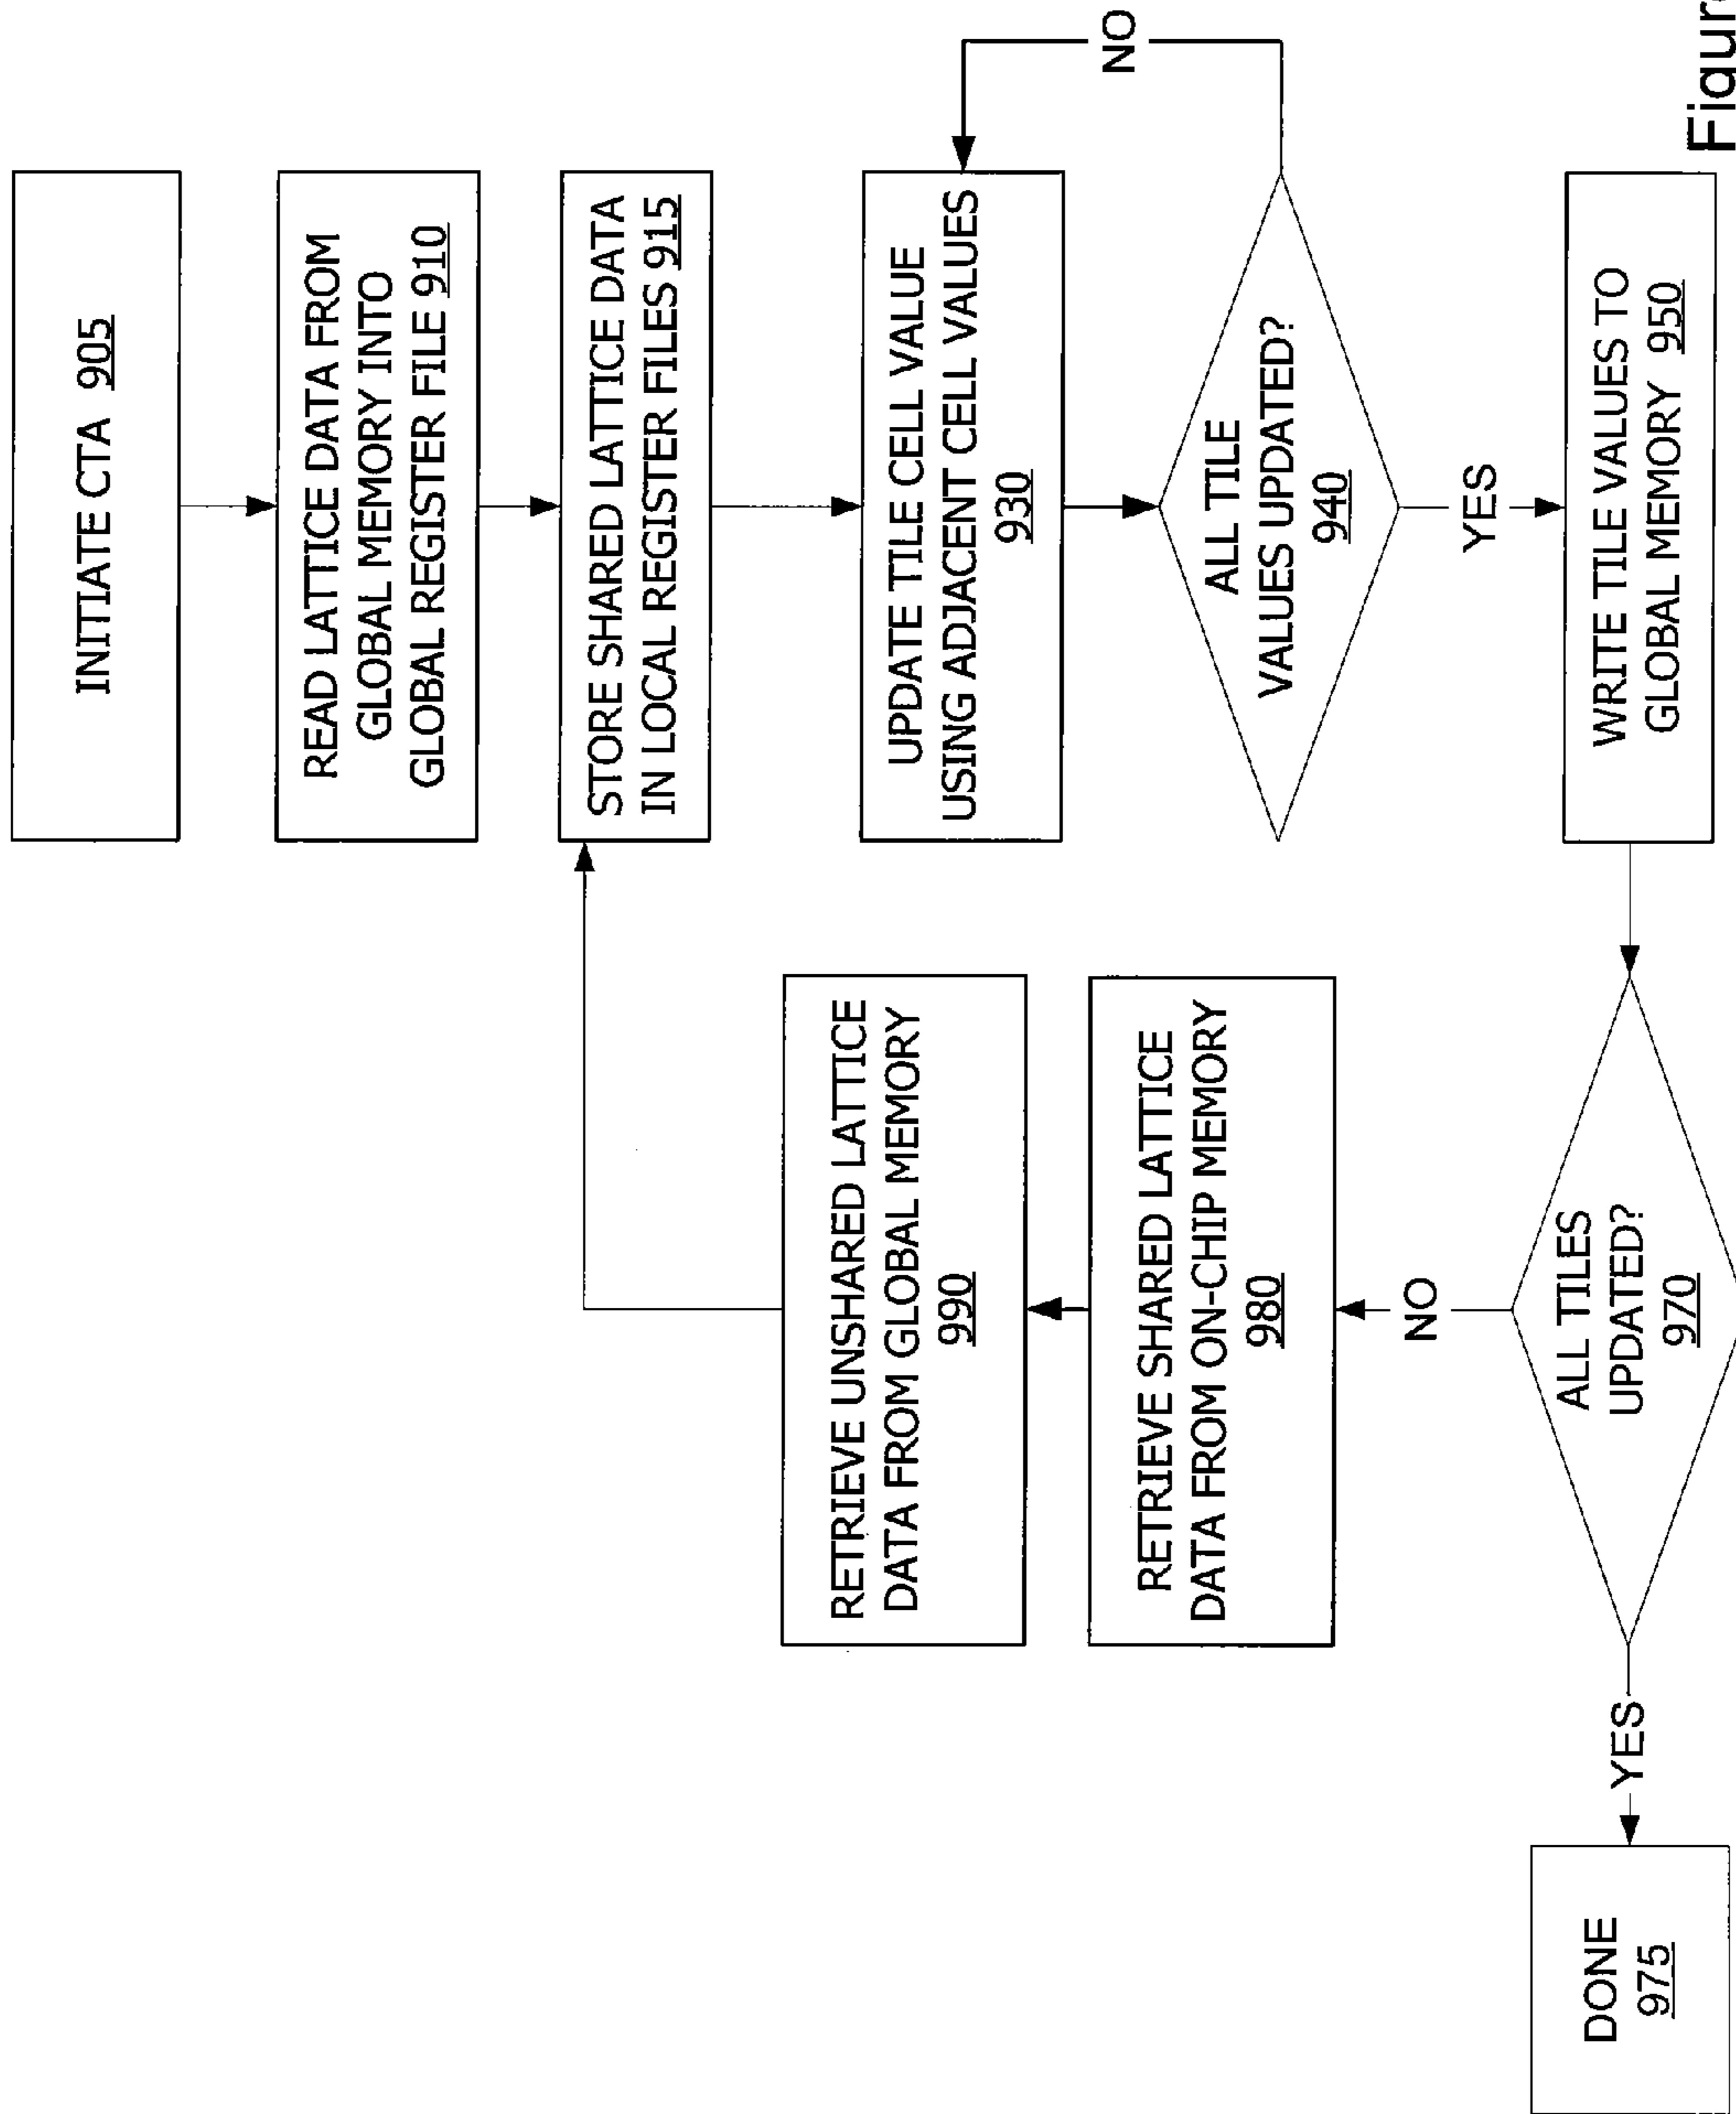 INITIATE CTA 905
READ LATTICE DATA FROM
GLOBAL MEMORY INTO
GLOBAL REGISTER FILE 910
STORE SHARED LATTICE DATA
IN LOCAL REGISTER FILES 915
UPDATE TILE CELL VALUE
USING ADJACENT CELL VALUES
930
NO
ALL TILE
VALUES UPDATED?
940
YES
WRITE TILE VALUES TO
GLOBAL MEMORY 950
ALL TILES
UPDATED?
970
NO
RETRIEVE SHARED LATTICE
DATA FROM ON-CHIP MEMORY
980
RETRIEVE UNSHARED LATTICE
DATA FROM GLOBAL MEMORY
990
YES
DONE
975